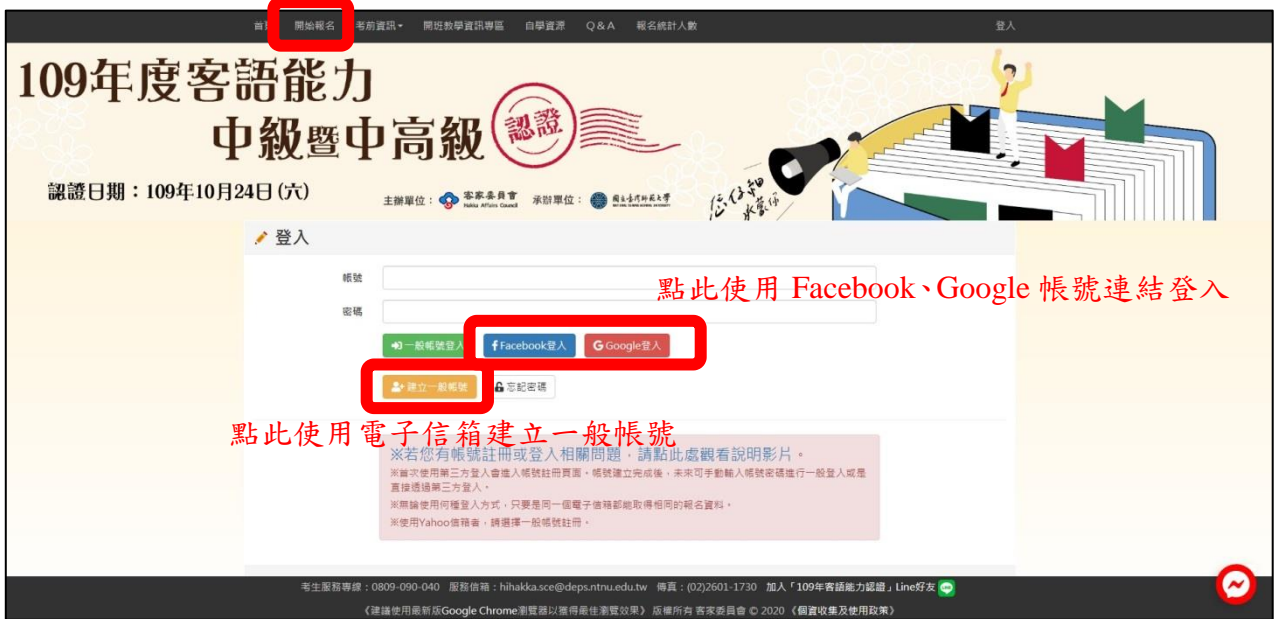 首頁 開始報名 考前資訊 開班教學資訊專區 自學資源 Q&A 報名統計人數 登入
109年度客語能力
中級暨中高級 認證
認證日期：109年10月24日(六)
主辦單位： 客家委員會 Hakka Affairs Council 承辦單位： 國立臺灣師範大學
登入
帳號
點此使用 Facebook、Google 帳號連結登入
密碼
一般帳號登入 Facebook登入 Google登入
建立一般帳號 忘記密碼
點此使用電子信箱建立一般帳號
※若您有帳號註冊或登入相關問題，請點此處觀看說明影片。
※首次使用第三方登入會進入帳號註冊頁面。帳號建立完成後，未來可手動輸入帳號密碼進行一般登入或是
直接透過第三方登入。
※無論使用何種登入方式，只要是同一個電子信箱都能取得相同的報名資料。
※使用Yahoo信箱者，請選擇一般帳號註冊。
考生服務專線：0809-090-040 服務信箱：hihakka.sce@deps.ntnu.edu.tw 傳真：(02)2601-1730 加入「109年客語能力認證」Line好友
《建議使用最新版Google Chrome瀏覽器以獲得最佳瀏覽效果》 版權所有 客家委員會 © 2020 《個資收集及使用政策》